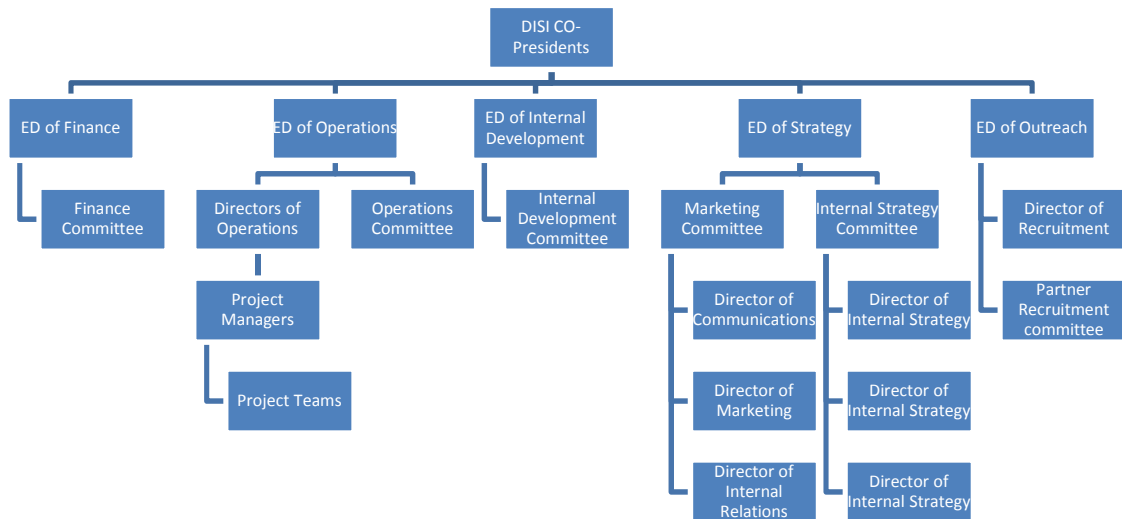 DISI CO-
Presidents
ED of Finance
ED of Operations
ED of Internal
Development
ED of Strategy
ED of Outreach
Finance
Committee
Directors of
Operations
Operations
Committee
Internal
Development
Committee
Marketing
Committee
Internal Strategy
Committee
Director of
Recruitment
Project
Managers
Director of
Communications
Director of
Internal Strategy
Partner
Recruitment
committee
Project Teams
Director of
Marketing
Director of
Internal Strategy
Director of
Internal
Relations
Director of
Internal Strategy